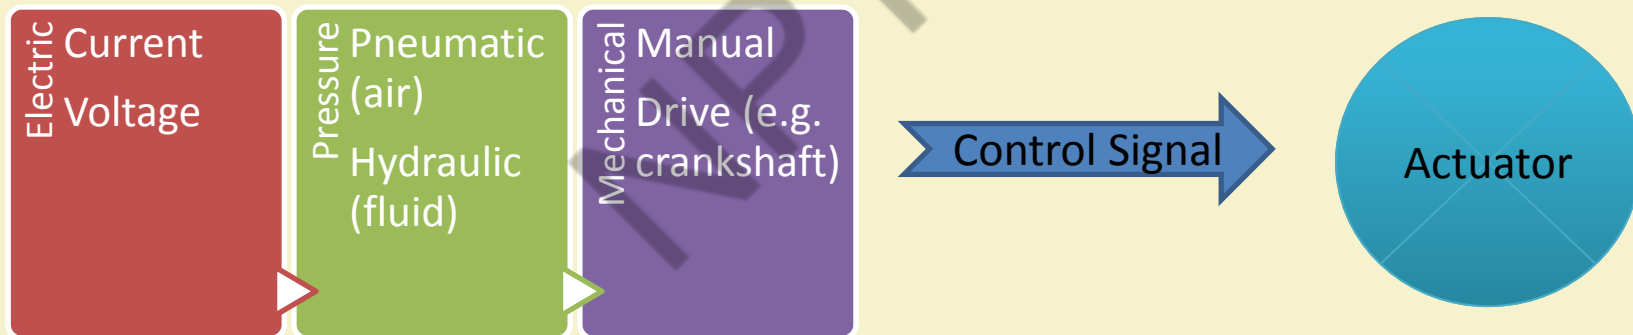 Electric
Current
Voltage
Pressure
Pneumatic
(air)
Hydraulic
(fluid)
Mechanical
Manual
Drive (e.g.
crankshaft)
Control Signal
Actuator